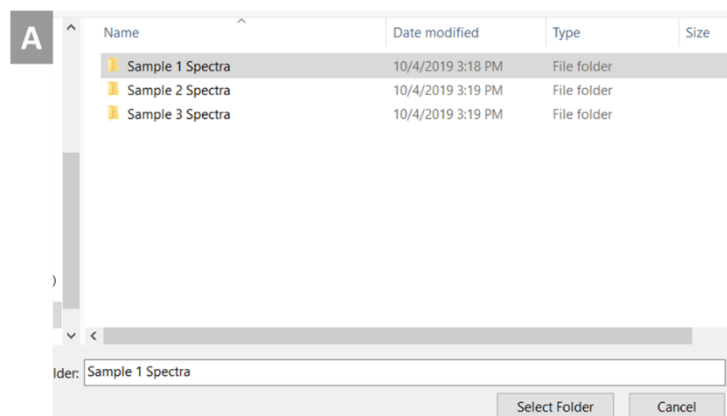 A
Name Date modified Type Size
Sample 1 Spectra 10/4/2019 3:18 PM File folder
Sample 2 Spectra 10/4/2019 3:19 PM File folder
Sample 3 Spectra 10/4/2019 3:19 PM File folder
)
lder: Sample 1 Spectra
Select Folder Cancel